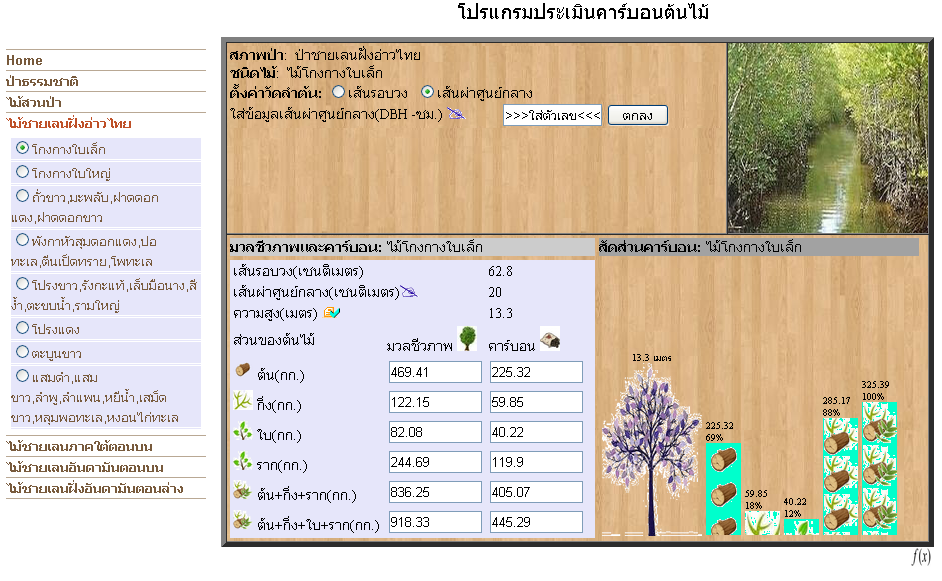 โปรแกรมประเมินคาร์บอนต้นไม้
Home
ป่าธรรมชาติ
ไม้สวนป่า
ไม้ชายเลนฝั่งอ่าวไทย
โกงกางใบเล็ก
โกงกางใบใหญ่
ถั่วขาว,มะพลับ,ฝาดดอก
แดง,ฝาดดอกขาว
พังกาหัวสุมดอกแดง,ปอ
ทะเล,ตีนเป็ดทราย,โพทะเล
โปรงขาว,รังกะแท้,เล็บมือนาง,สี
ง้ำ,ตะขบน้ำ,รามใหญ่
โปรงแดง
ตะบูนขาว
แสมดำ,แสม
ขาว,ลำพู,ลำแพน,หยีน้ำ,เสม็ด
ขาว,หลุมพอทะเล,หงอนไก่ทะเล
ไม้ชายเลนภาคใต้ตอนบน
ไม้ชายเลนอันดามันตอนบน
ไม้ชายเลนฝั่งอันดามันตอนล่าง
สภาพป่า: ป่าชายเลนฝั่งอ่าวไทย
ชนิดไม้: ไม้โกงกางใบเล็ก
ตั้งค่าวัดลำต้น: เส้นรอบวง เส้นผ่าศูนย์กลาง
ใส่ข้อมูลเส้นผ่าศูนย์กลาง(DBH -ซม.) >>>ใส่ตัวเลข<<< ตกลง
มวลชีวภาพและคาร์บอน: ไม้โกงกางใบเล็ก
เส้นรอบวง(เซนติเมตร) 62.8
เส้นผ่าศูนย์กลาง(เซนติเมตร) 20
ความสูง(เมตร) 13.3
ส่วนของต้นไม้ มวลชีวภาพ คาร์บอน
ต้น(กก.) 469.41 225.32
กิ่ง(กก.) 122.15 59.85
ใบ(กก.) 82.08 40.22
ราก(กก.) 244.69 119.9
ต้น+กิ่ง+ราก(กก.) 836.25 405.07
ต้น+กิ่ง+ใบ+ราก(กก.) 918.33 445.29
สัดส่วนคาร์บอน: ไม้โกงกางใบเล็ก
13.3 เมตร
225.32
69%
59.85
18%
40.22
12%
285.17
88%
325.39
100%
f(x)